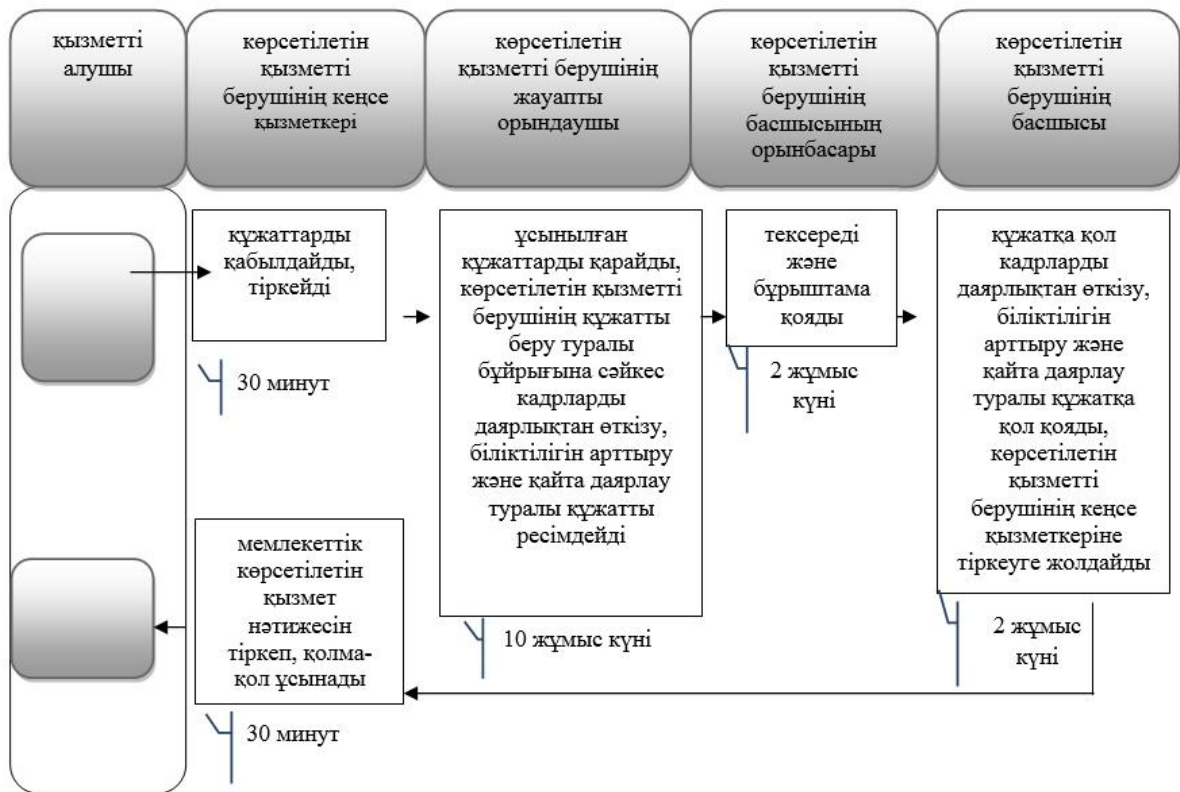 қызметті
алушы
көрсетілетін
қызметті
берушінің кеңсе
қызметкері
көрсетілетін
қызметті берушінің
жауапты
орындаушы
көрсетілетін
қызметті
берушінің
басшысының
орынбасары
көрсетілетін
қызметті
берушінің
басшысы
құжаттарды
қабылдайды,
тіркейді
30 минут
ұсынылған
құжаттарды қарайды,
көрсетілетін қызметті
берушінің құжатты
беру туралы
бұйрығына сәйкес
кадрларды
даярлықтан өткізу,
біліктілігін арттыру
және қайта даярлау
туралы құжатты
ресімдейді
10 жұмыс күні
тексереді
және
бұрыштама
қояды
2 жұмыс
күні
құжатқа қол
кадрларды
даярлықтан өткізу,
біліктілігін
арттыру және
қайта даярлау
туралы құжатқа
қол қояды,
көрсетілетін
қызметті
берушінің кеңсе
қызметкеріне
тіркеуге жолдайды
2 жұмыс
күні
мемлекеттік
көрсетілетін
қызмет
нәтижесін
тіркеп, қолма-
қол ұсынады
30 минут